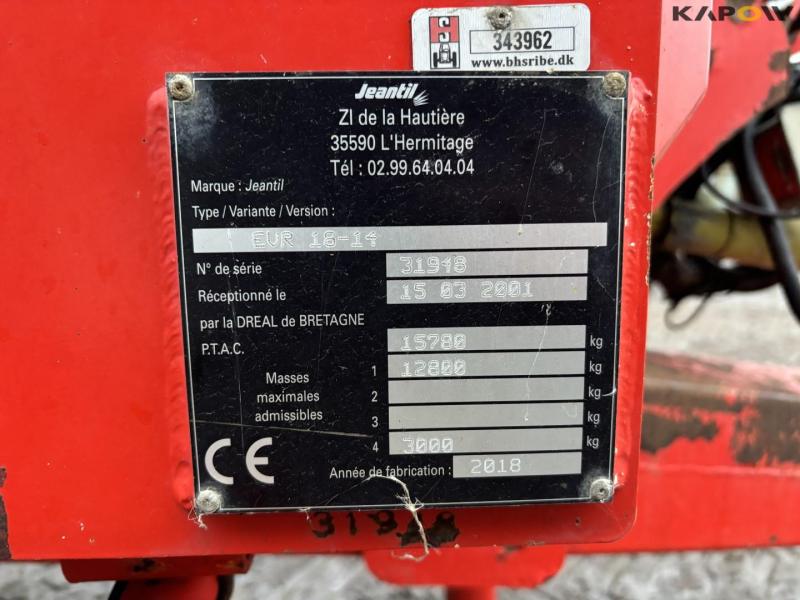 KAPOW
343962
www.bhsribe.dk
Jeantil
ZI de la Hautière
35590 L'Hermitage
Tél : 02.99.64.04.04
Marque : Jeantil
Type / Variante / Version :
EVR 18-14
N° de série 31948
Réceptionné le 15 03 2001
par la DREAL de BRETAGNE
P.T.A.C. 15780 kg
Masses maximales admissibles
1 12800 kg
2 kg
3
4 3000 kg
CE
Année de fabrication : 2018
31948